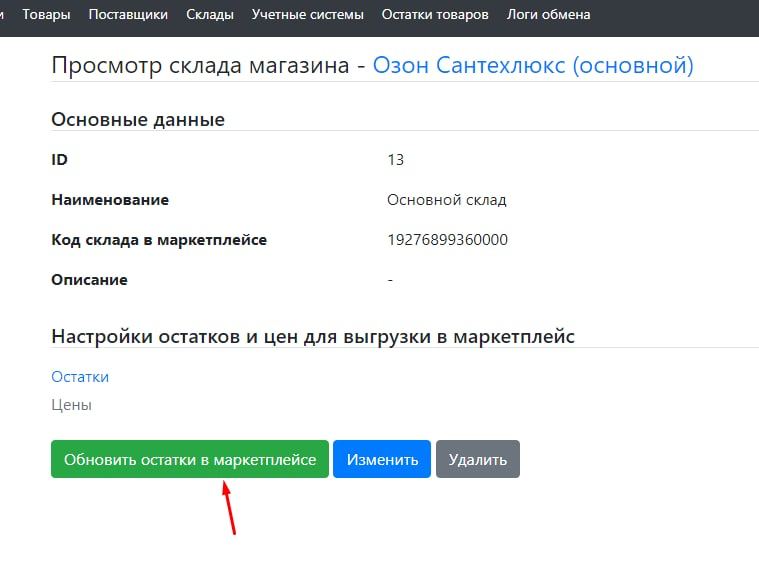 Товары Поставщики Склады Учетные системы Остатки товаров Логи обмена
Просмотр склада магазина - Озон Сантехлюкс (основной)
Основные данные
ID 13
Наименование Основной склад
Код склада в маркетплейсе 19276899360000
Описание -
Настройки остатков и цен для выгрузки в маркетплейс
Остатки
Цены
Обновить остатки в маркетплейсе Изменить Удалить